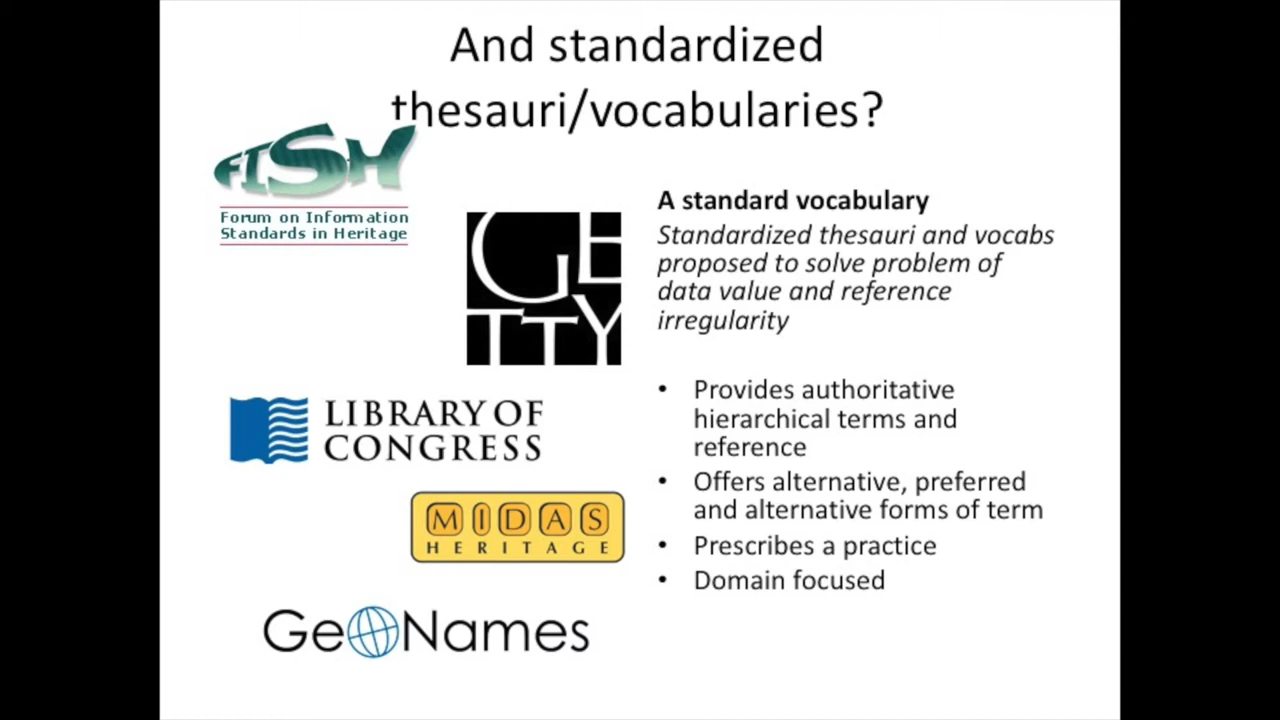 And standardized
thesauri/vocabularies?
FISH
Forum on Information
Standards in Heritage
GE
TTY
LIBRARY OF
CONGRESS
MIDAS
HERITAGE
GeoNames
A standard vocabulary
Standardized thesauri and vocabs
proposed to solve problem of
data value and reference
irregularity
• Provides authoritative
hierarchical terms and
reference
• Offers alternative, preferred
and alternative forms of term
• Prescribes a practice
• Domain focused